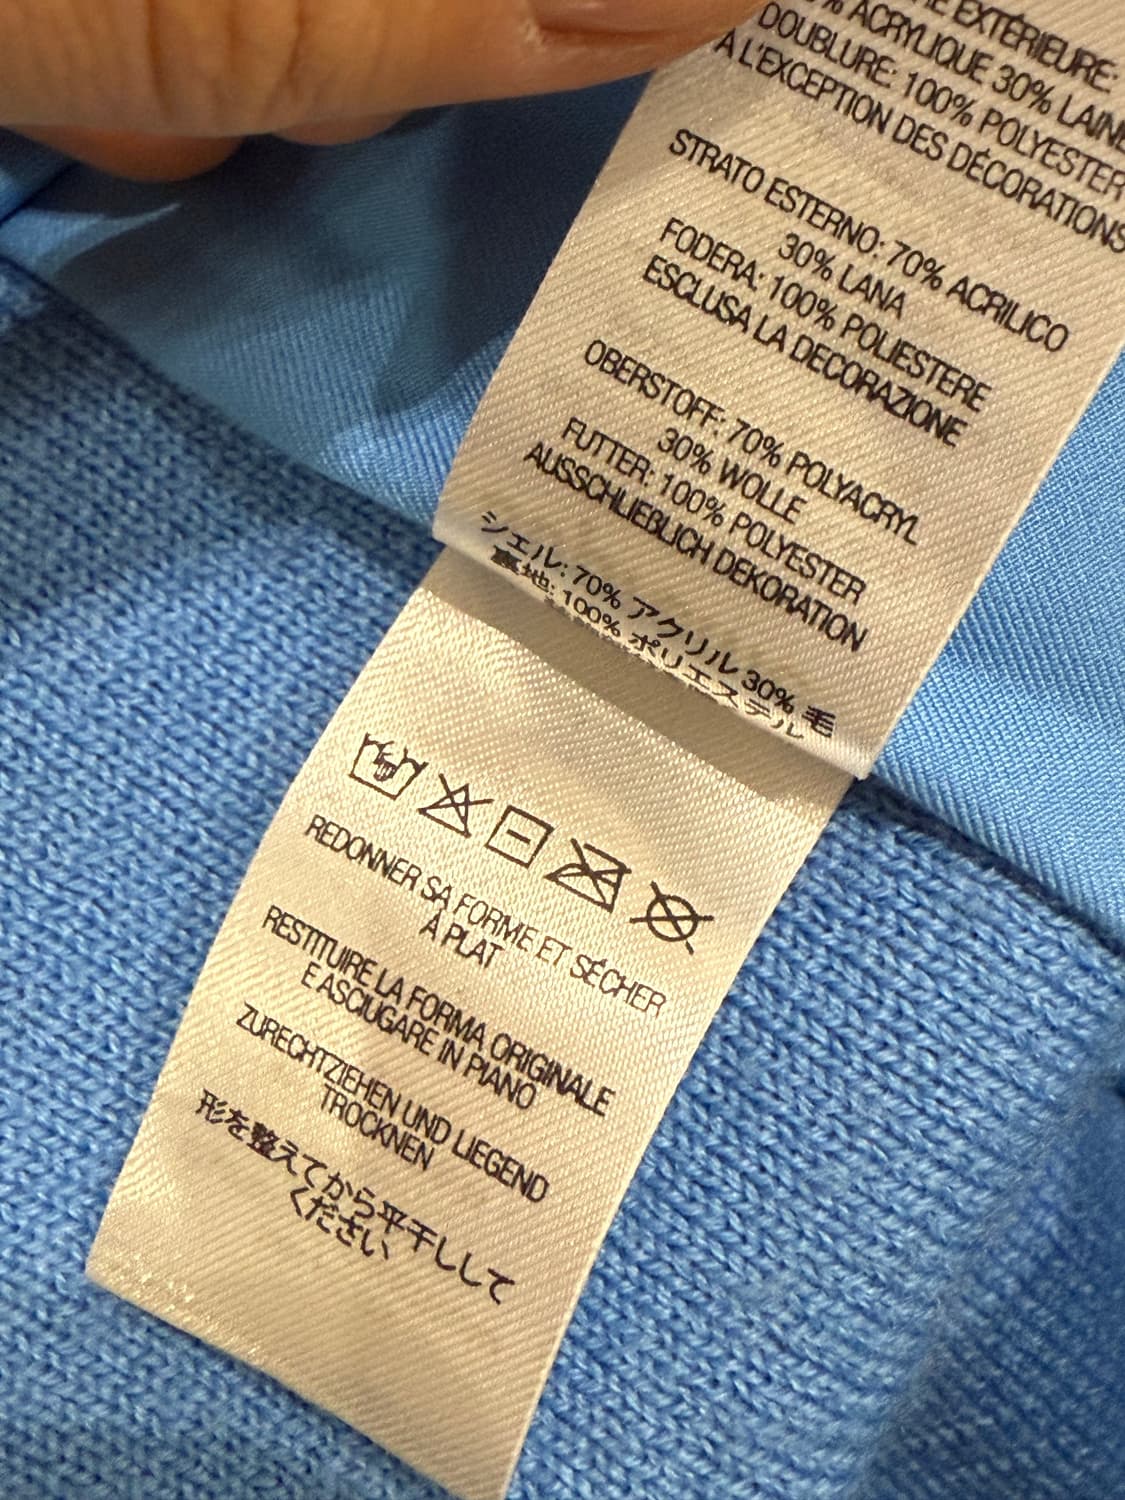 EXTÉRIEURE:
% ACRYLIQUE 30% LAINE
DOUBLURE: 100% POLYESTER
À L'EXCEPTION DES DÉCORATIONS
STRATO ESTERNO: 70% ACRILICO
30% LANA
FODERA: 100% POLIESTERE
ESCLUSA LA DECORAZIONE
OBERSTOFF: 70% POLYACRYL
30% WOLLE
FUTTER: 100% POLYESTER
AUSSCHLIEBLICH DEKORATION
シェル: 70% アクリル 30% 毛
裏地: 100% ポリエステル
REDONNER SA FORME ET SÉCHER
À PLAT
RESTITUIRE LA FORMA ORIGINALE
E ASCIUGARE IN PIANO
ZURECHTZIEHEN UND LIEGEND
TROCKNEN
形を整えてから平干しして
ください